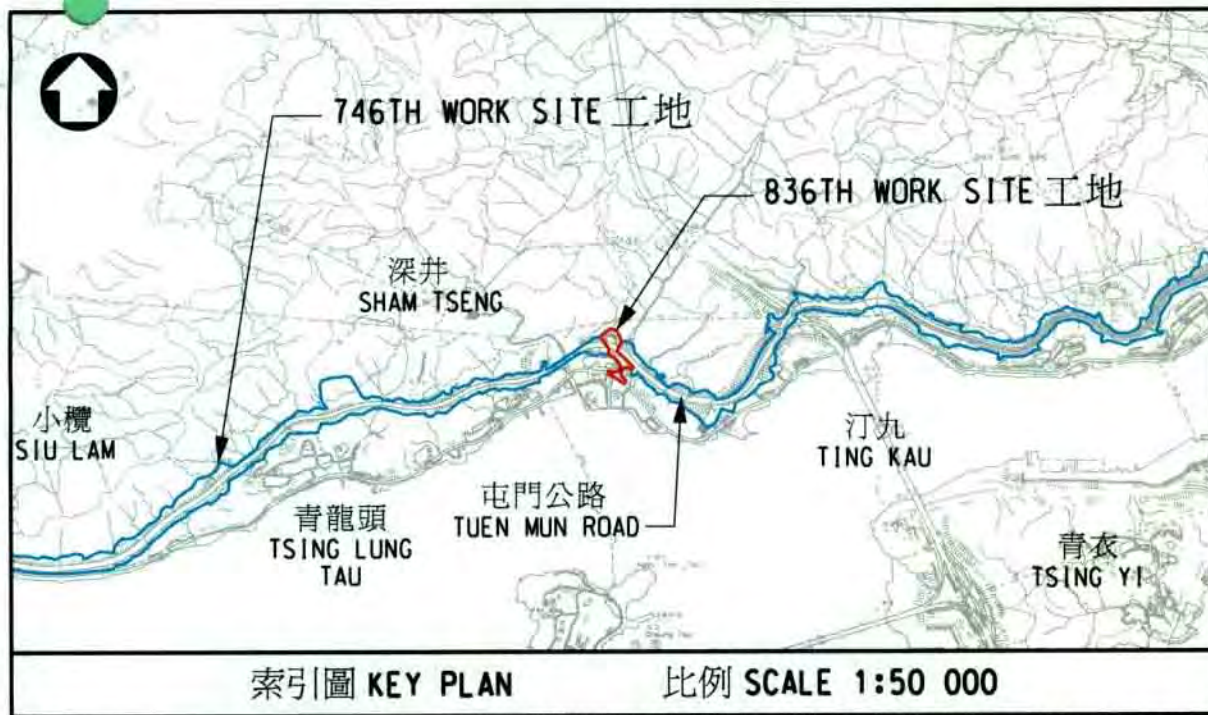 746TH WORK SITE 工地
836TH WORK SITE 工地
深井
SHAM TSENG
小欖
SIU LAM
汀九
TING KAU
屯門公路
TUEN MUN ROAD
青龍頭
TSING LUNG
TAU
青衣
TSING YI
索引圖 KEY PLAN 比例 SCALE 1:50 000